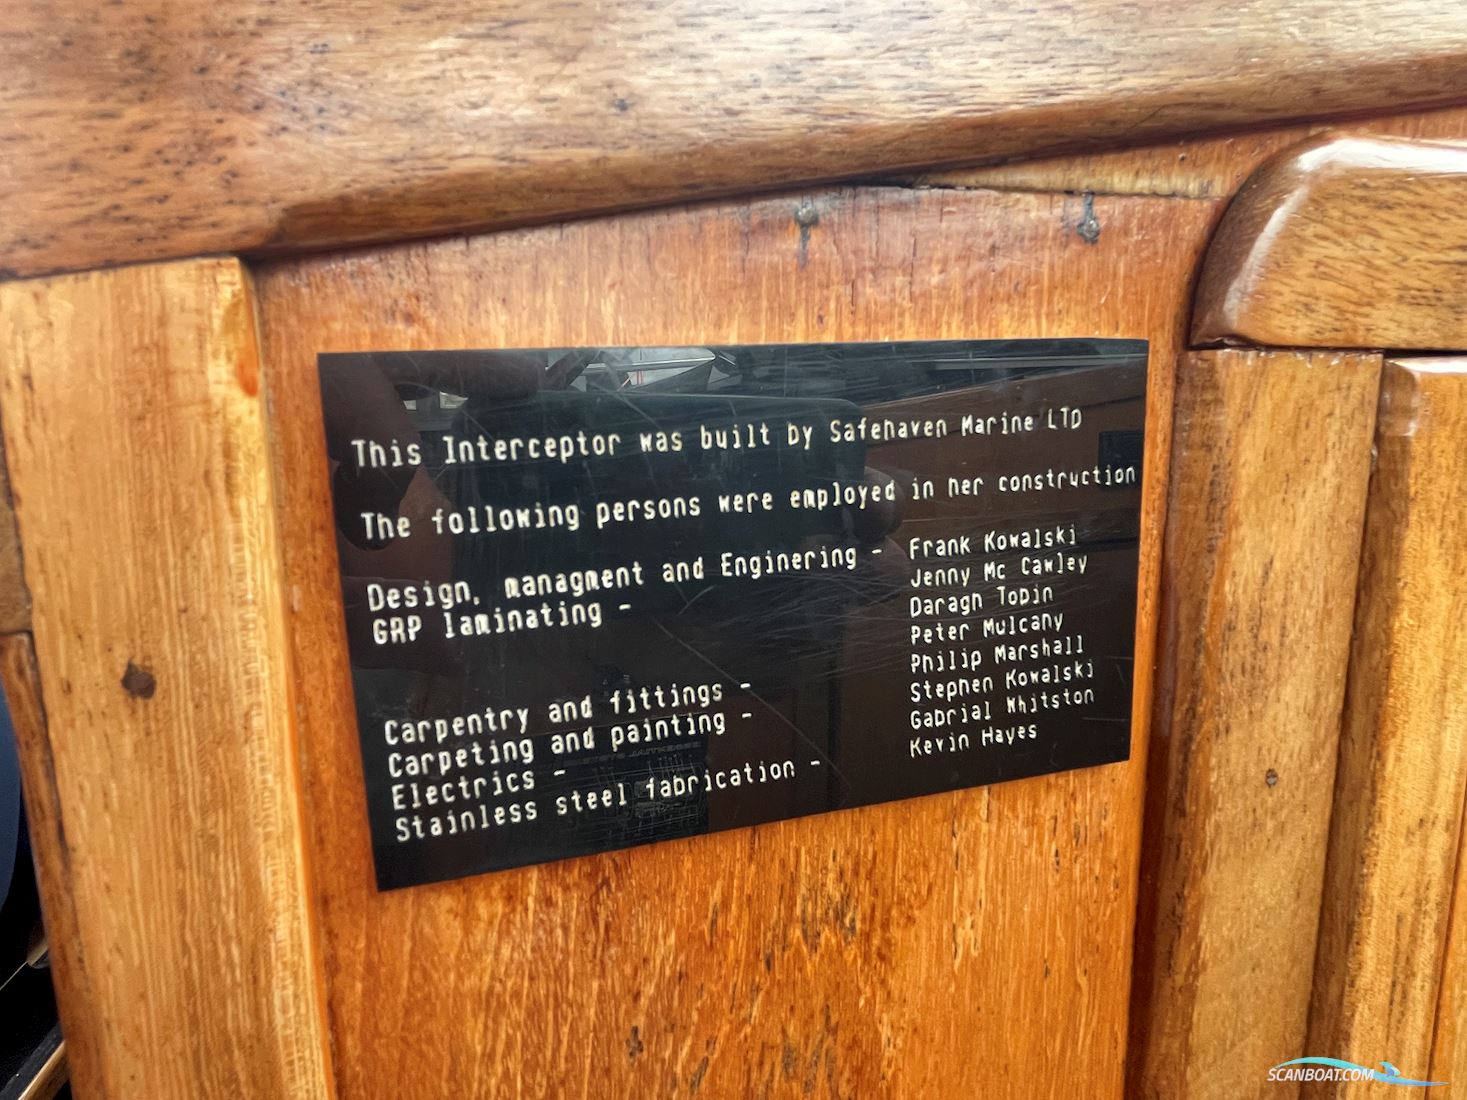 This Interceptor was built by Safehaven Marine LTD
The following persons were employed in her construction
Design, managment and Enginering - Frank Kowalski
GRP laminating - Jenny Mc Cawley
Daragh Tobin
Peter Mulcahy
Carpentry and fittings - Philip Marshall
Carpeting and painting - Stephen Kowalski
Electrics - Gabrial Whitston
Stainless steel fabrication - Kevin Hayes
SCANBOAT.COM